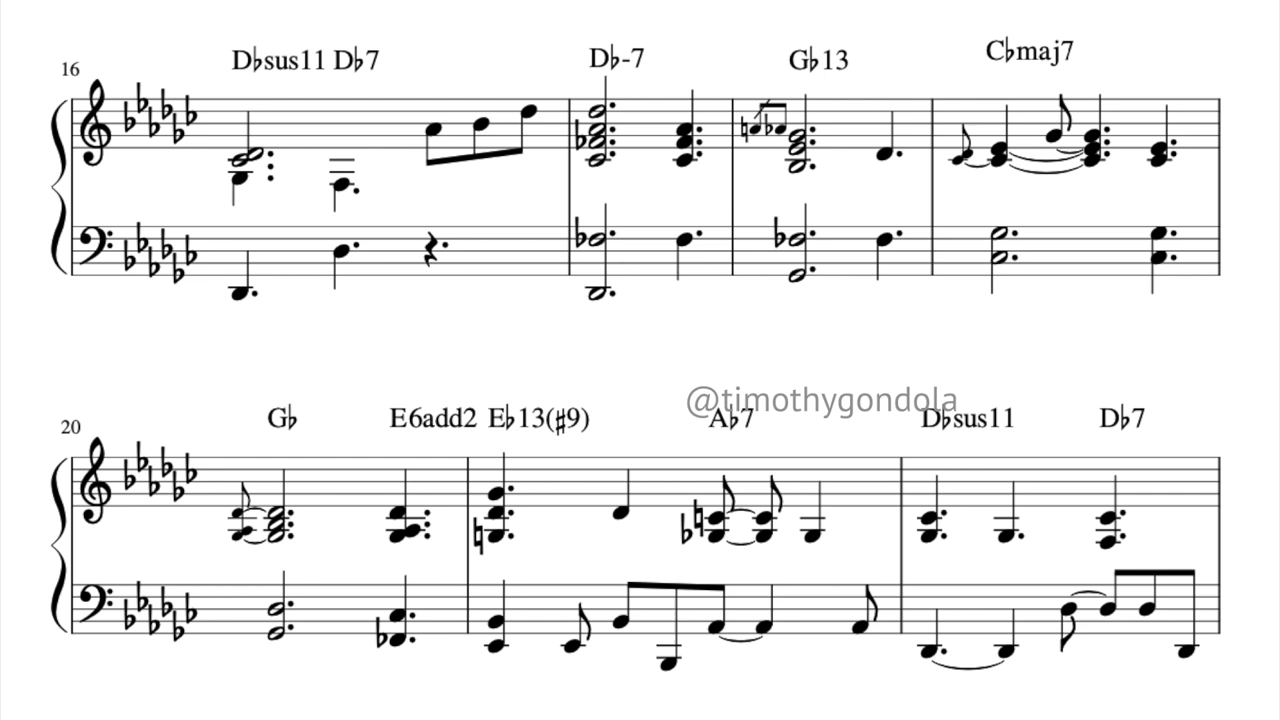 D♭sus11 D♭7 D♭-7 G♭13 C♭maj7
16
@timothygondola
G♭ E6add2 E♭13(♯9) A♭7 D♭sus11 D♭7
20